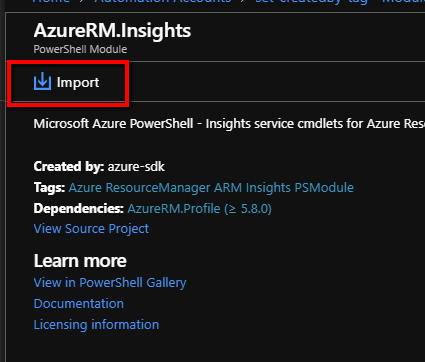 Home Automation Accounts set-createdby-tag - Module
AzureRM.Insights
PowerShell Module
Import
Microsoft Azure PowerShell - Insights service cmdlets for Azure Reso
Created by: azure-sdk
Tags: Azure ResourceManager ARM Insights PSModule
Dependencies: AzureRM.Profile (≥ 5.8.0)
View Source Project
Learn more
View in PowerShell Gallery
Documentation
Licensing information